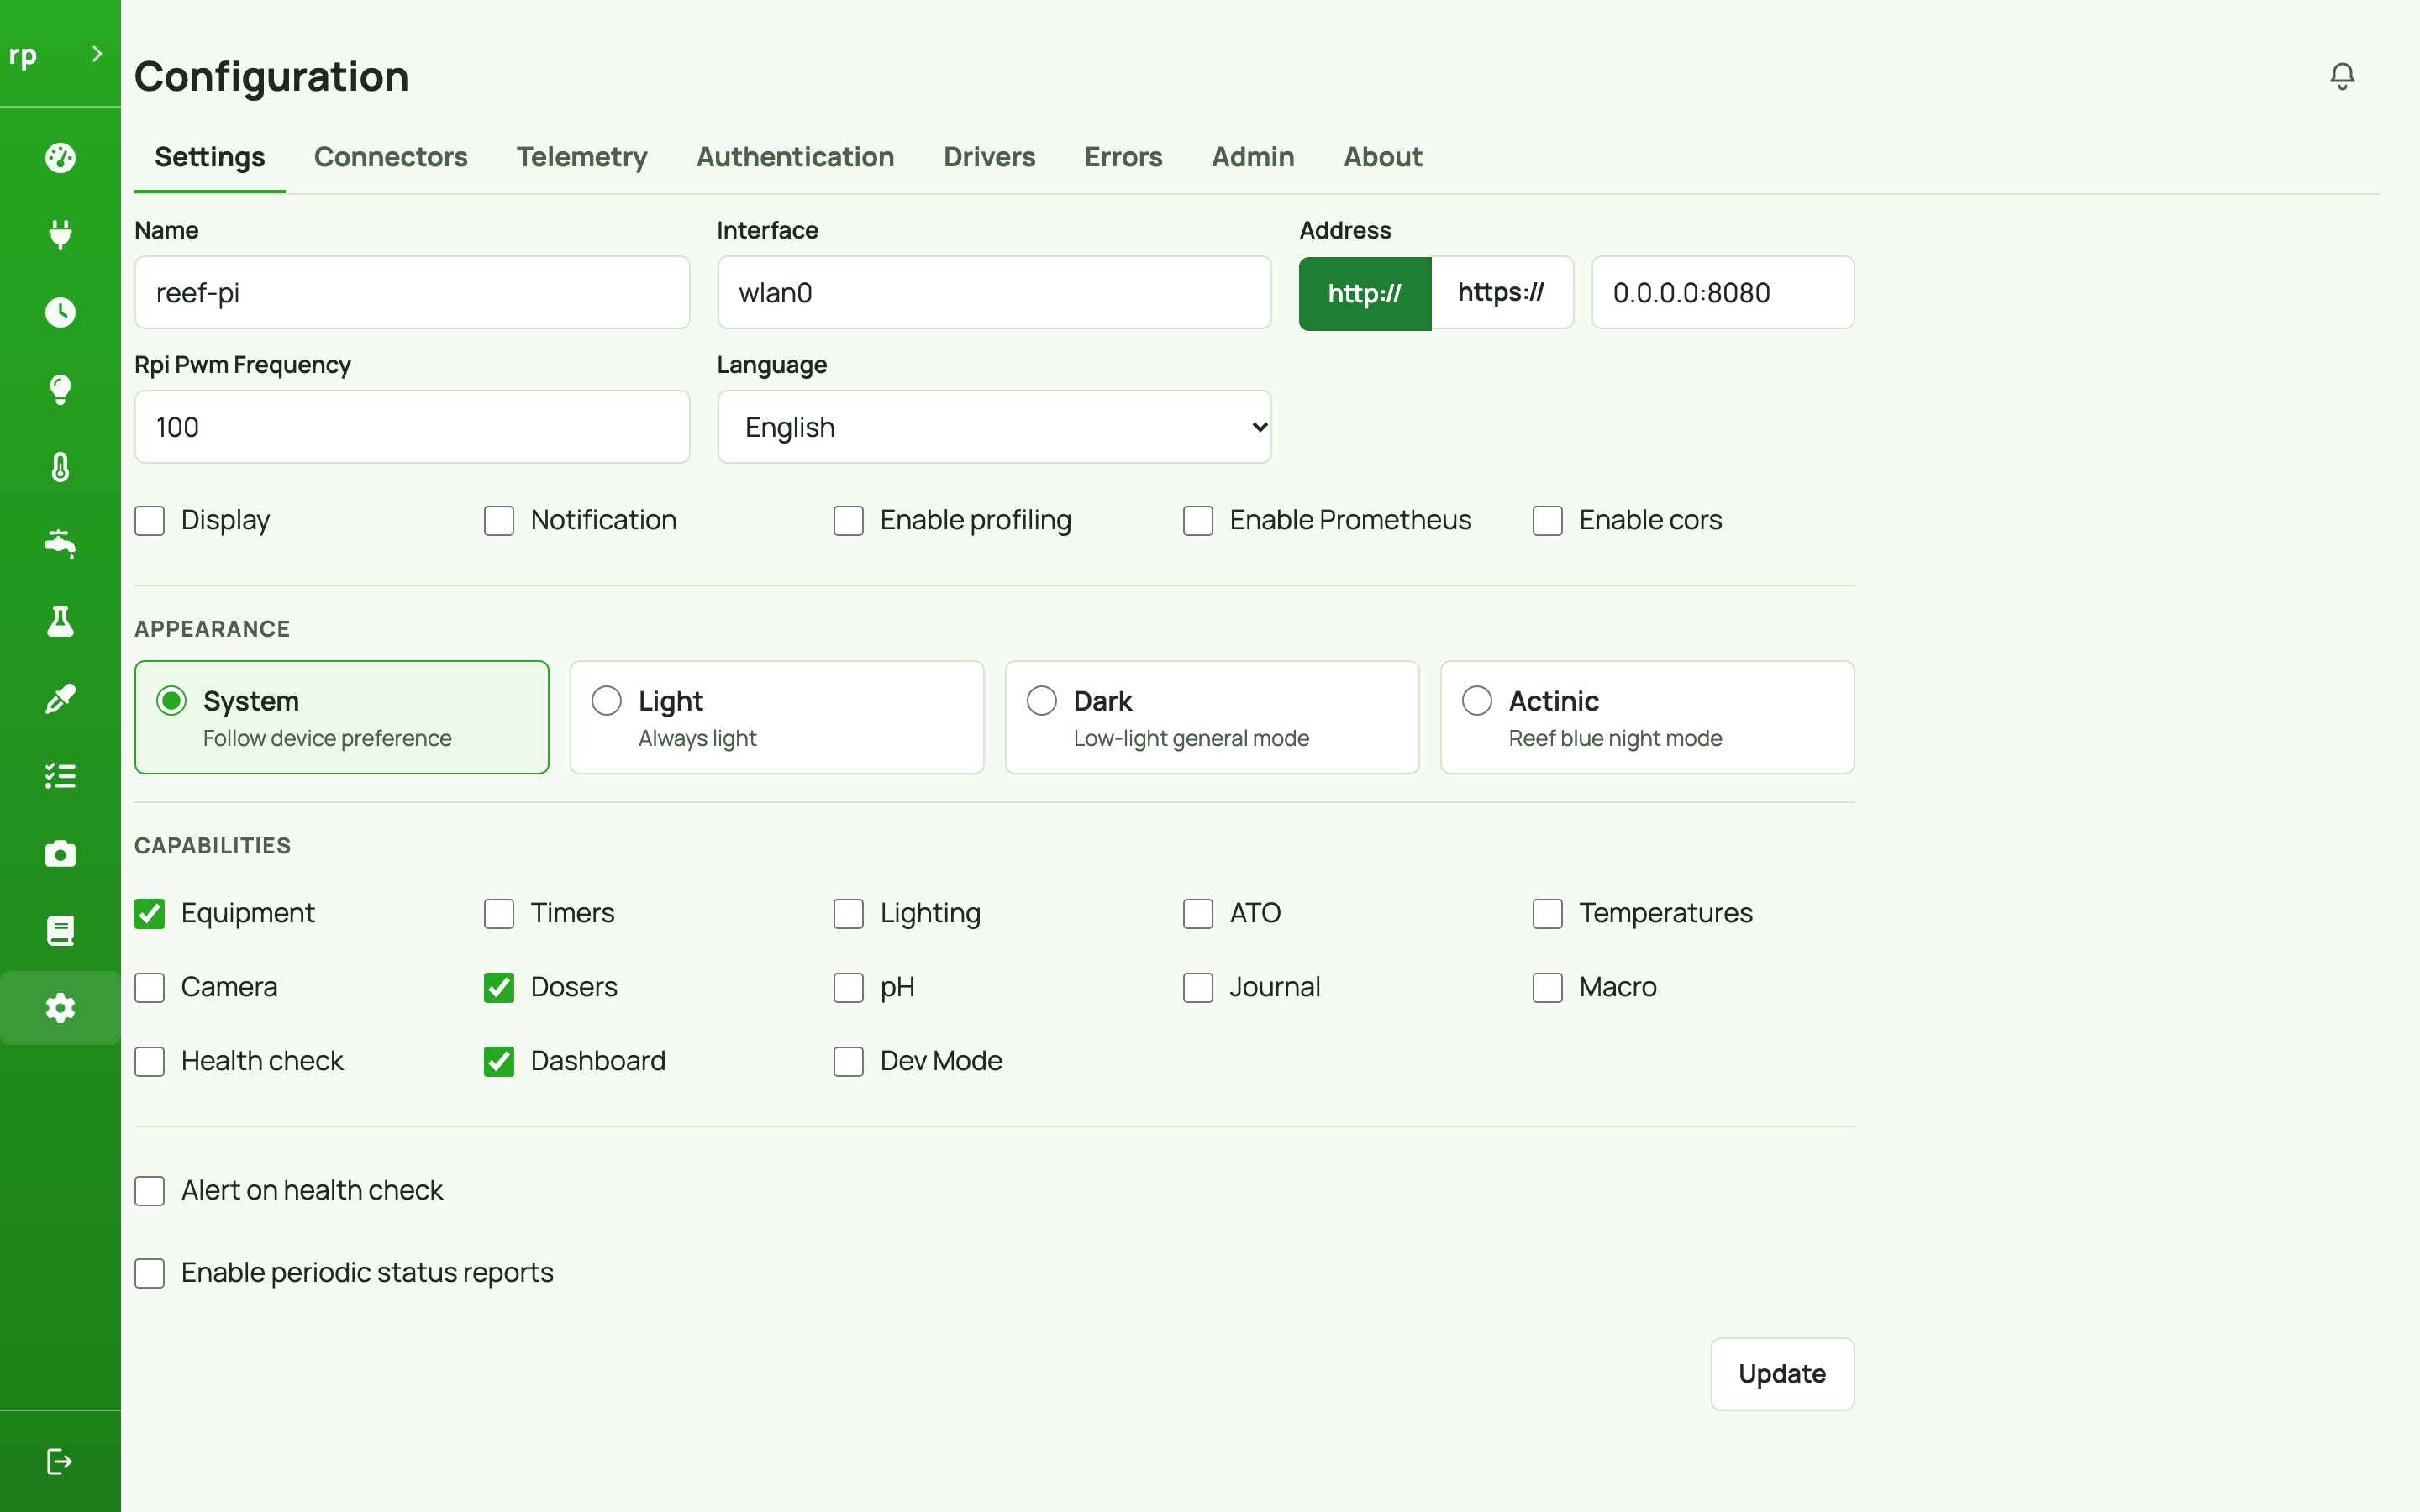 rp
Configuration
Settings Connectors Telemetry Authentication Drivers Errors Admin About
Name Interface Address
reef-pi wlan0 http:// https:// 0.0.0.0:8080
Rpi Pwm Frequency Language
100 English
Display Notification Enable profiling Enable Prometheus Enable cors
APPEARANCE
System Light Dark Actinic
Follow device preference Always light Low-light general mode Reef blue night mode
CAPABILITIES
Equipment Timers Lighting ATO Temperatures
Camera Dosers pH Journal Macro
Health check Dashboard Dev Mode
Alert on health check
Enable periodic status reports
Update